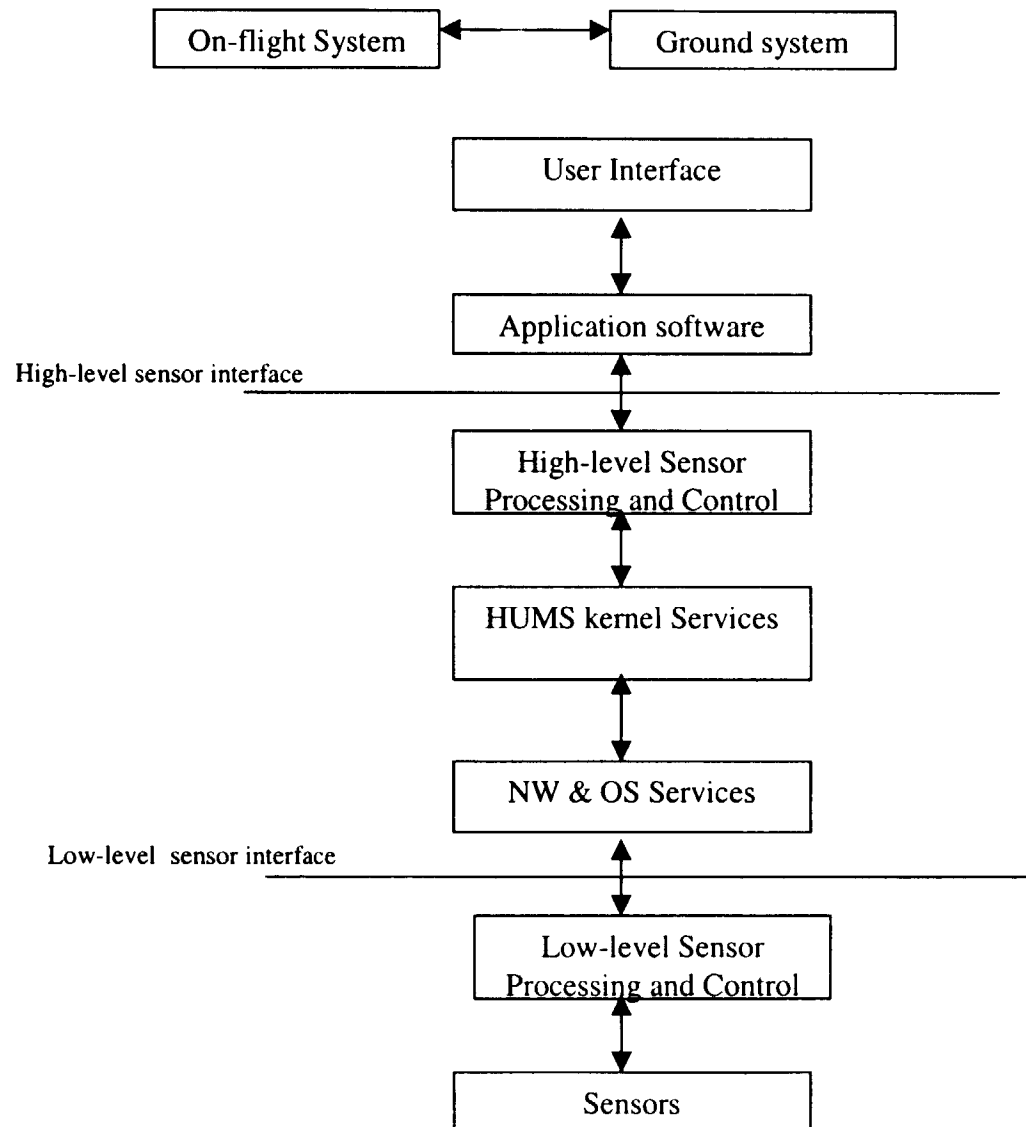 On-flight System
Ground system
User Interface
Application software
High-level sensor interface
High-level Sensor
Processing and Control
HUMS kernel Services
NW & OS Services
Low-level sensor interface
Low-level Sensor
Processing and Control
Sensors